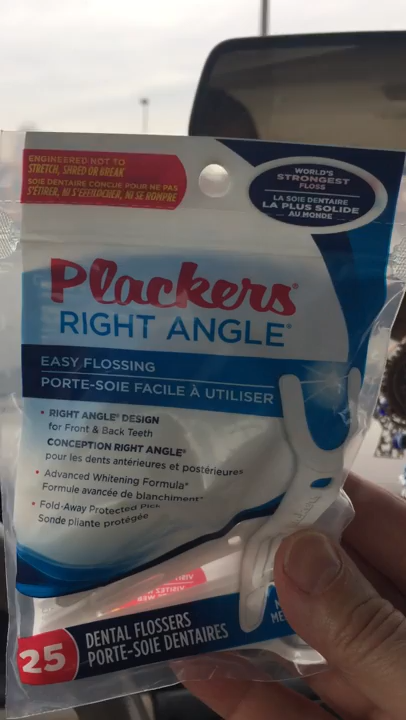 ENGINEERED NOT TO
STRETCH, SHRED OR BREAK
SOIE DENTAIRE CONÇUE POUR NE PAS
S'ÉTIRER, NI S'EFFILOCHER, NI SE ROMPRE
WORLD'S
STRONGEST
FLOSS
LA SOIE DENTAIRE
LA PLUS SOLIDE
AU MONDE
Plackers®
RIGHT ANGLE®
EASY FLOSSING
PORTE-SOIE FACILE À UTILISER
• RIGHT ANGLE® DESIGN
for Front & Back Teeth
CONCEPTION RIGHT ANGLE®
pour les dents antérieures et postérieures
• Advanced Whitening Formula*
Formule avancée de blanchiment*
• Fold-Away Protected Pick
Sonde pliante protégée
25
DENTAL FLOSSERS
PORTE-SOIE DENTAIRES